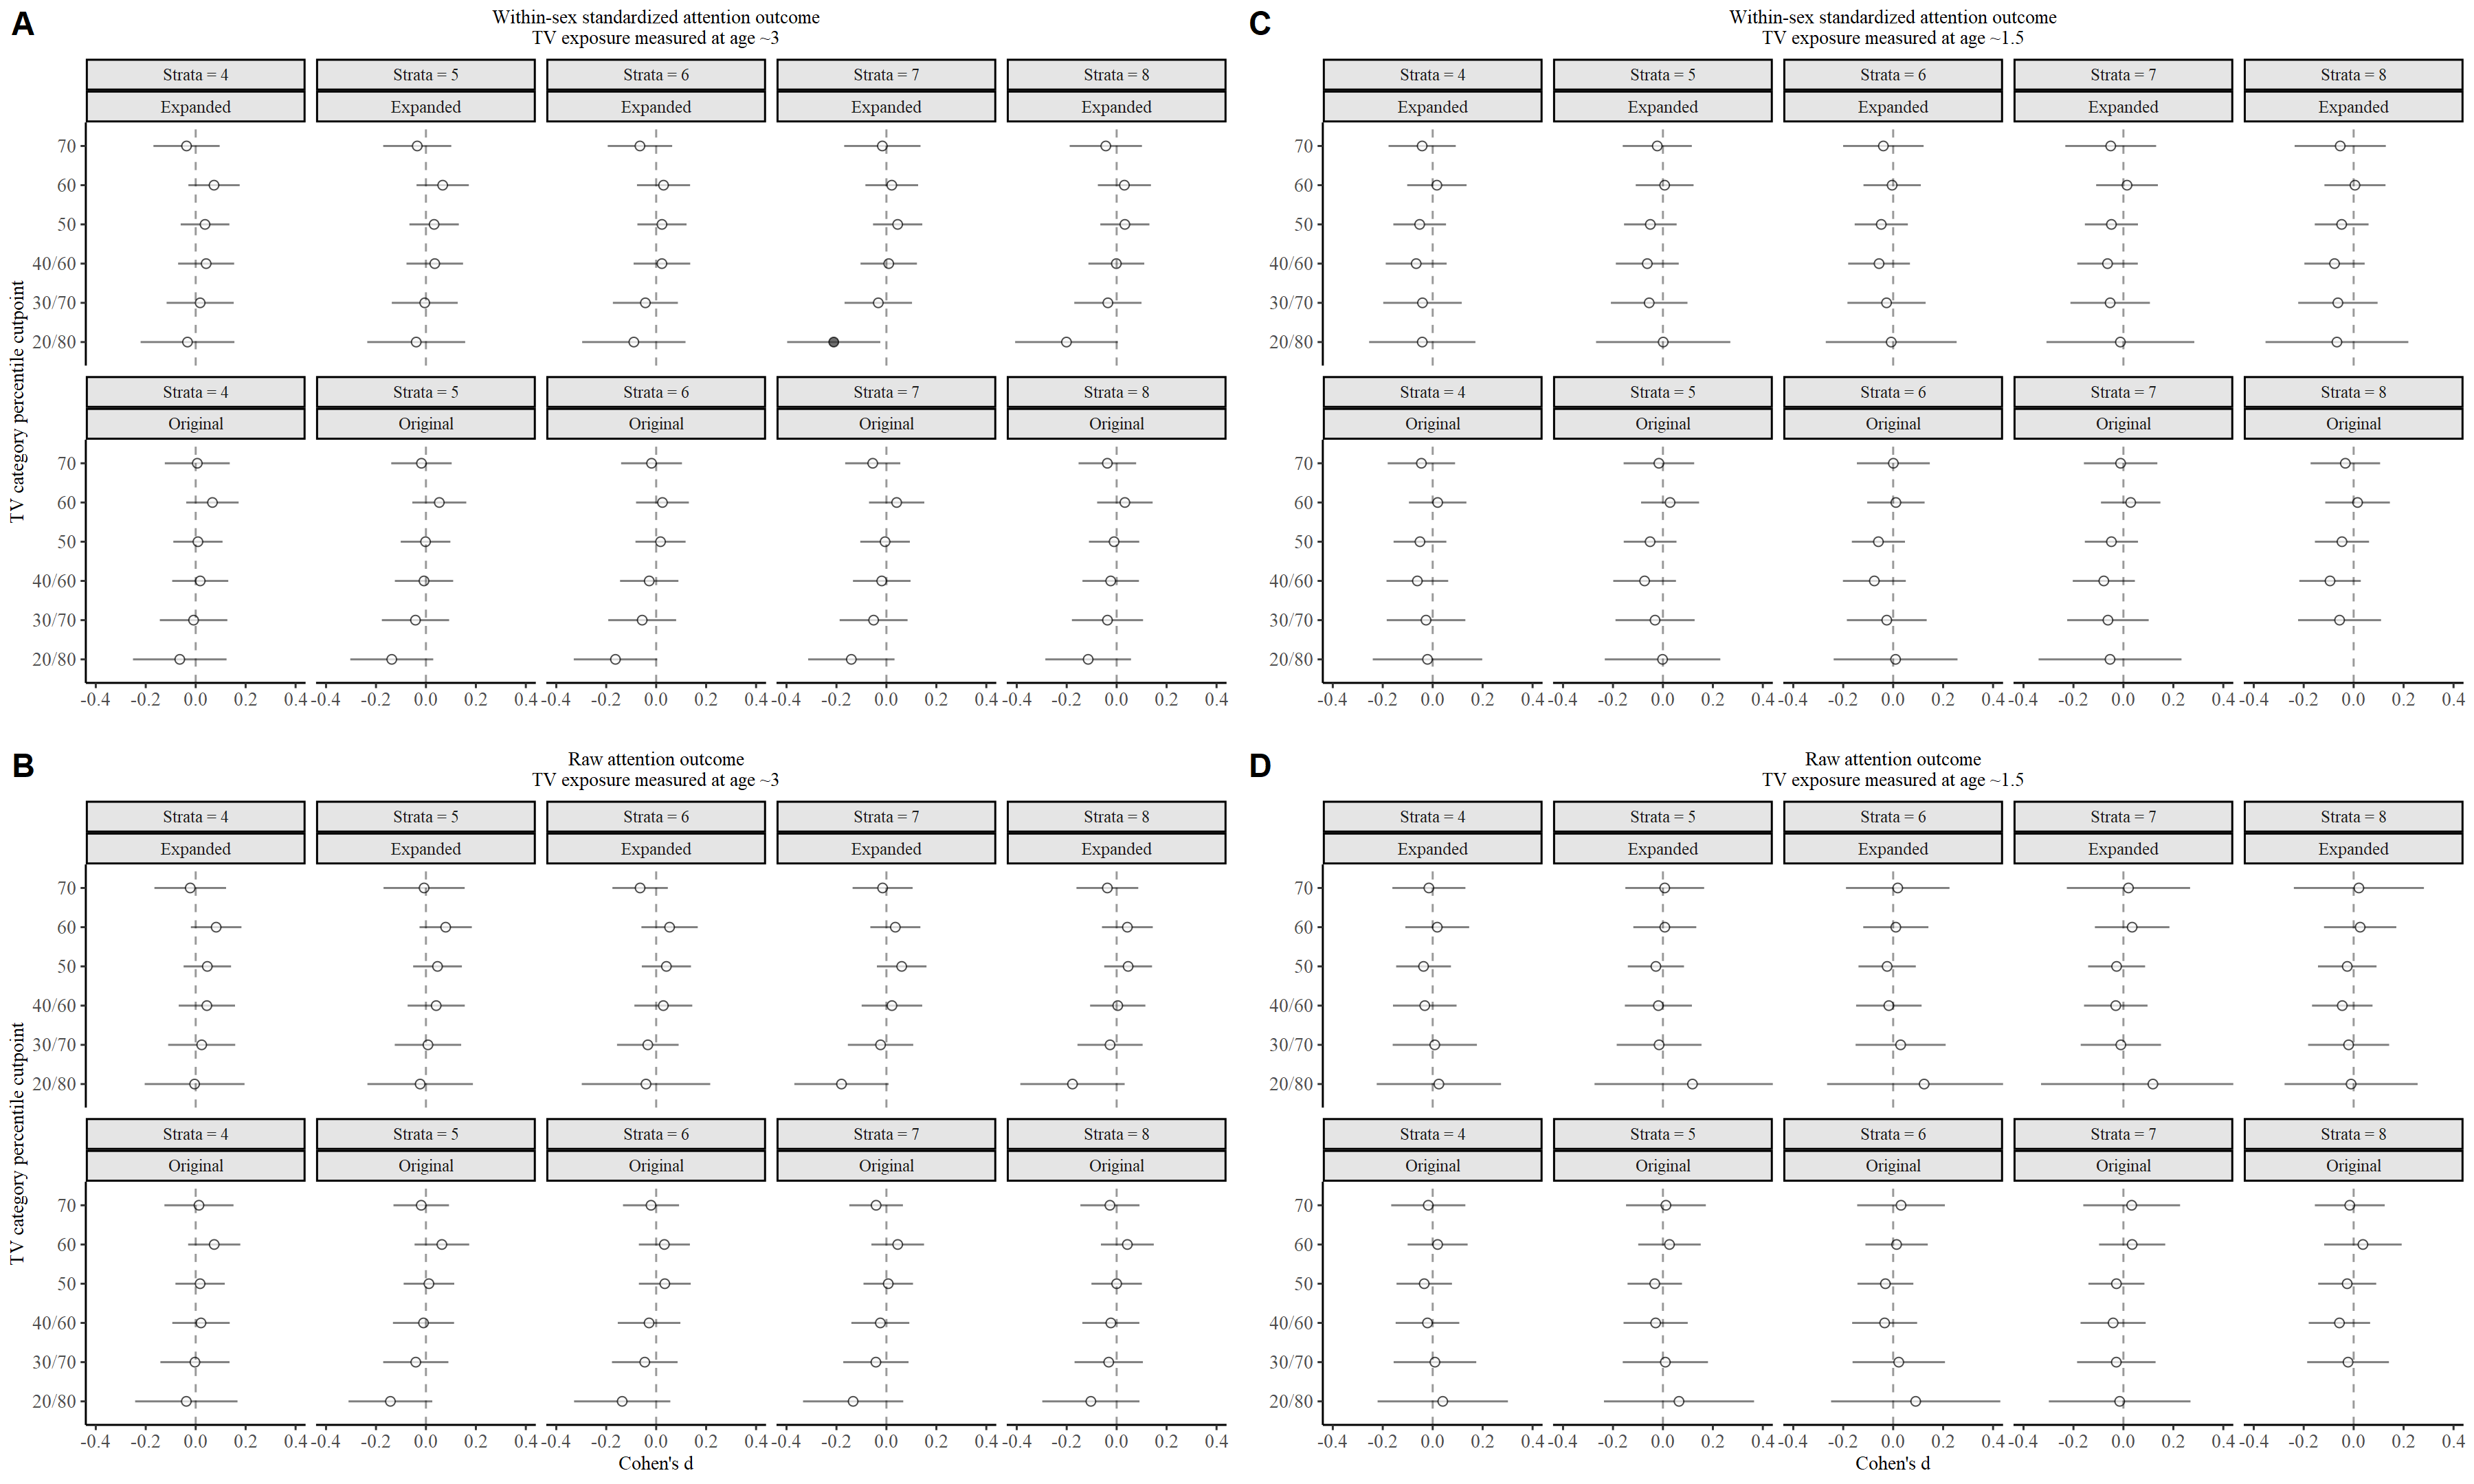 A
Within-sex standardized attention outcome
TV exposure measured at age ~3
Strata = 4 Strata = 5 Strata = 6 Strata = 7 Strata = 8
Expanded Expanded Expanded Expanded Expanded
70
60
50
40/60
30/70
20/80
Strata = 4 Strata = 5 Strata = 6 Strata = 7 Strata = 8
Original Original Original Original Original
70
60
50
40/60
30/70
20/80
-0.4 -0.2 0.0 0.2 0.4 -0.4 -0.2 0.0 0.2 0.4 -0.4 -0.2 0.0 0.2 0.4 -0.4 -0.2 0.0 0.2 0.4 -0.4 -0.2 0.0 0.2 0.4
TV category percentile cutpoint
B
Raw attention outcome
TV exposure measured at age ~3
Strata = 4 Strata = 5 Strata = 6 Strata = 7 Strata = 8
Expanded Expanded Expanded Expanded Expanded
70
60
50
40/60
30/70
20/80
Strata = 4 Strata = 5 Strata = 6 Strata = 7 Strata = 8
Original Original Original Original Original
70
60
50
40/60
30/70
20/80
-0.4 -0.2 0.0 0.2 0.4 -0.4 -0.2 0.0 0.2 0.4 -0.4 -0.2 0.0 0.2 0.4 -0.4 -0.2 0.0 0.2 0.4 -0.4 -0.2 0.0 0.2 0.4
TV category percentile cutpoint
Cohen's d
C
Within-sex standardized attention outcome
TV exposure measured at age ~1.5
Strata = 4 Strata = 5 Strata = 6 Strata = 7 Strata = 8
Expanded Expanded Expanded Expanded Expanded
70
60
50
40/60
30/70
20/80
Strata = 4 Strata = 5 Strata = 6 Strata = 7 Strata = 8
Original Original Original Original Original
70
60
50
40/60
30/70
20/80
-0.4 -0.2 0.0 0.2 0.4 -0.4 -0.2 0.0 0.2 0.4 -0.4 -0.2 0.0 0.2 0.4 -0.4 -0.2 0.0 0.2 0.4 -0.4 -0.2 0.0 0.2 0.4
D
Raw attention outcome
TV exposure measured at age ~1.5
Strata = 4 Strata = 5 Strata = 6 Strata = 7 Strata = 8
Expanded Expanded Expanded Expanded Expanded
70
60
50
40/60
30/70
20/80
Strata = 4 Strata = 5 Strata = 6 Strata = 7 Strata = 8
Original Original Original Original Original
70
60
50
40/60
30/70
20/80
-0.4 -0.2 0.0 0.2 0.4 -0.4 -0.2 0.0 0.2 0.4 -0.4 -0.2 0.0 0.2 0.4 -0.4 -0.2 0.0 0.2 0.4 -0.4 -0.2 0.0 0.2 0.4
Cohen's d